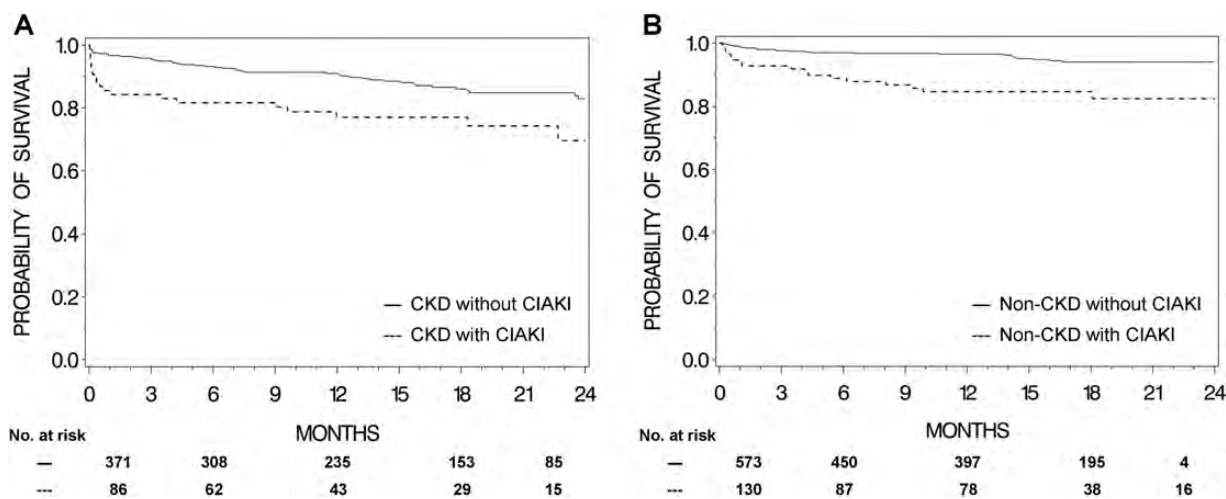 A
PROBABILITY OF SURVIVAL
1.0
0.8
0.6
0.4
0.2
0.0
CKD without CIAKI
CKD with CIAKI
0 3 6 9 12 15 18 21 24
MONTHS
No. at risk
371 308 235 153 85
86 62 43 29 15
B
PROBABILITY OF SURVIVAL
1.0
0.8
0.6
0.4
0.2
0.0
Non-CKD without CIAKI
Non-CKD with CIAKI
0 3 6 9 12 15 18 21 24
MONTHS
No. at risk
573 450 397 195 4
130 87 78 38 16